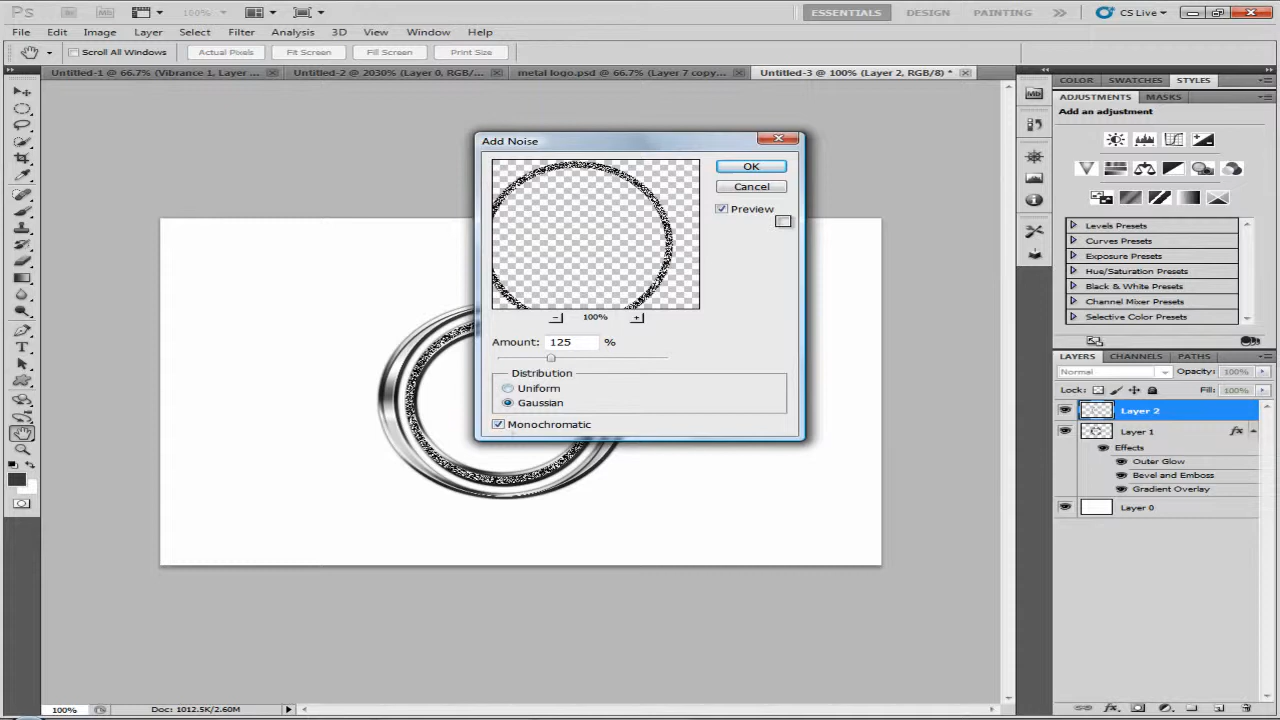 Ps Mb 100% ESSENTIALS DESIGN PAINTING CS Live
File Edit Image Layer Select Filter Analysis 3D View Window Help
Scroll All Windows Actual Pixels Fit Screen Fill Screen Print Size
Untitled-1 @ 66.7% (Vibrance 1, Layer ... Untitled-2 @ 2030% (Layer 0, RGB/... metal logo.psd @ 66.7% (Layer 7 copy... Untitled-3 @ 100% (Layer 2, RGB/8) *
COLOR SWATCHES STYLES
Mb
ADJUSTMENTS MASKS
Add an adjustment
Add Noise
OK
Cancel
Preview
100%
Amount: 125 %
Distribution
Uniform
Gaussian
Monochromatic
Levels Presets
Curves Presets
Exposure Presets
Hue/Saturation Presets
Black & White Presets
Channel Mixer Presets
Selective Color Presets
LAYERS CHANNELS PATHS
Normal Opacity: 100%
Lock: Fill: 100%
Layer 2
Layer 1 fx
Effects
Outer Glow
Bevel and Emboss
Gradient Overlay
Layer 0
100% Doc: 1012.5K/2.60M
fx